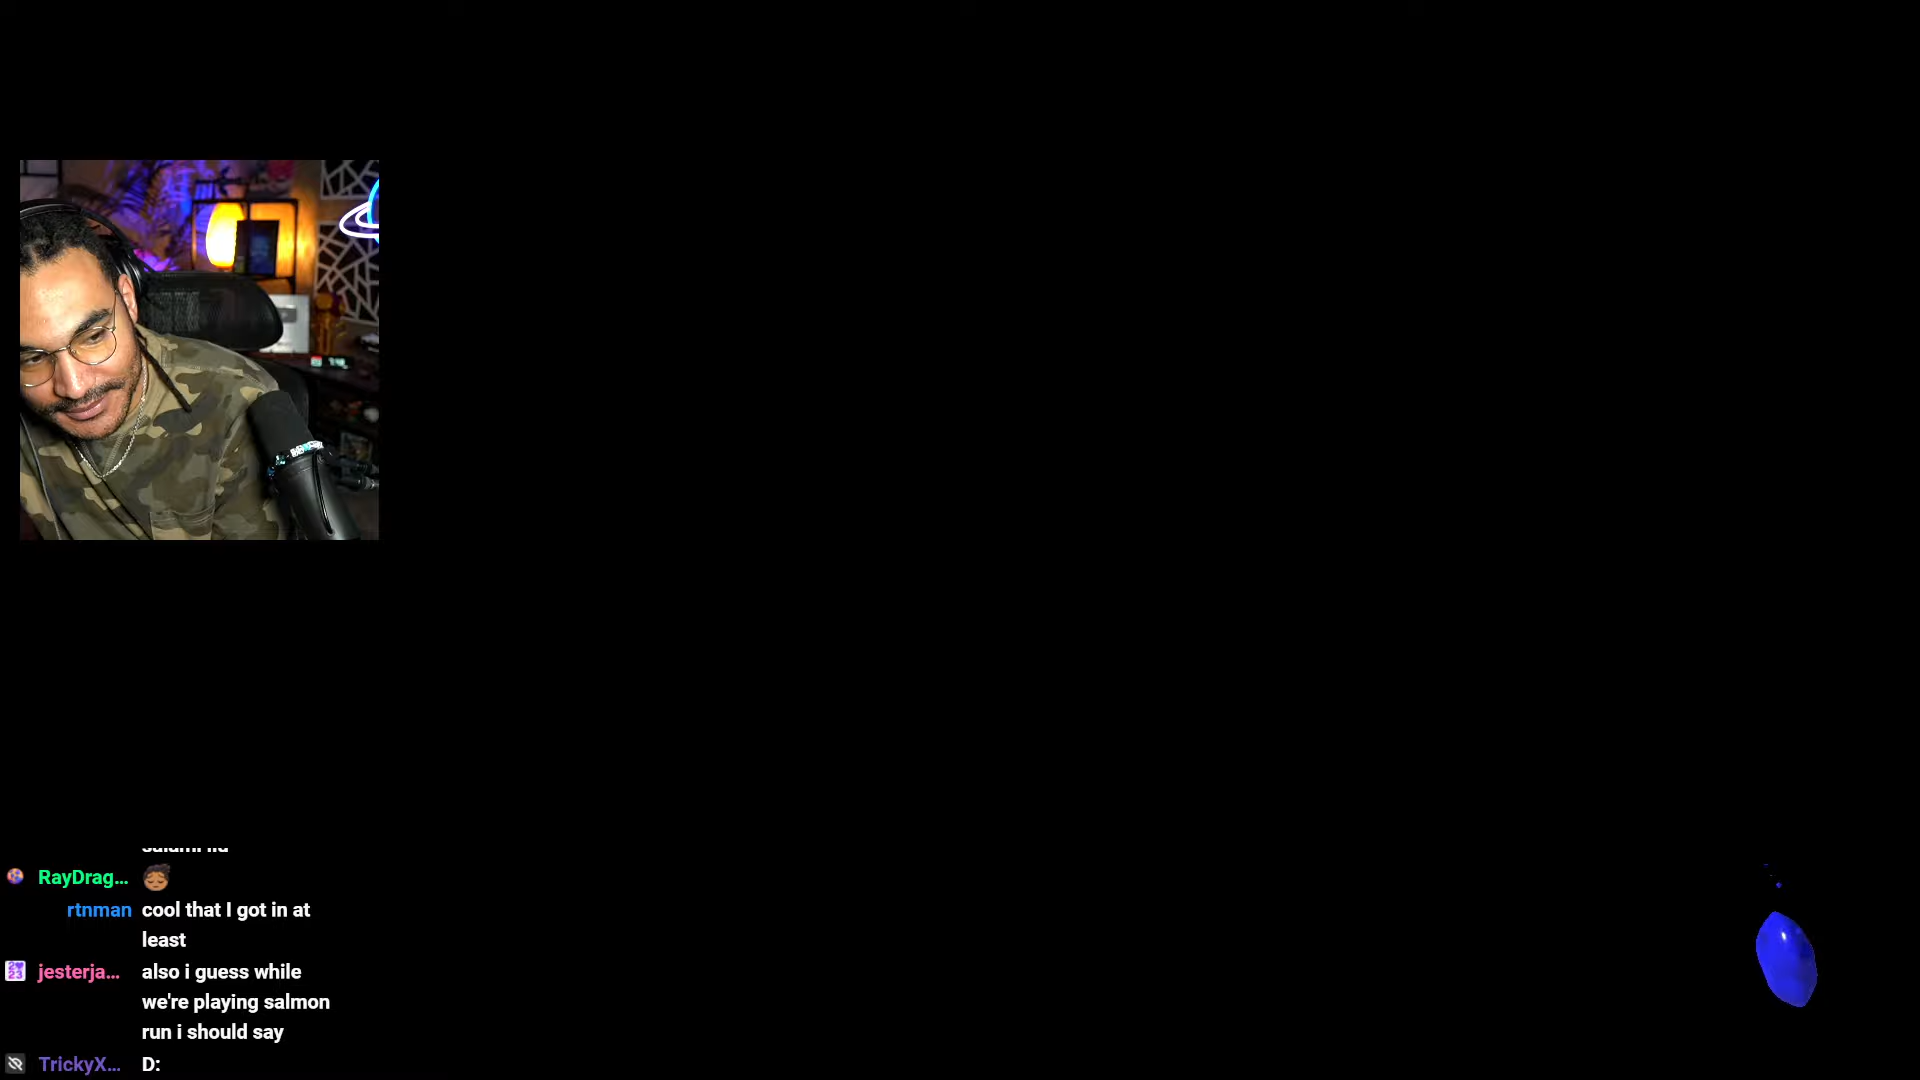 RayDrag...
rtnman cool that I got in at
least
jesterja... also i guess while
we're playing salmon
run i should say
TrickyX... D: